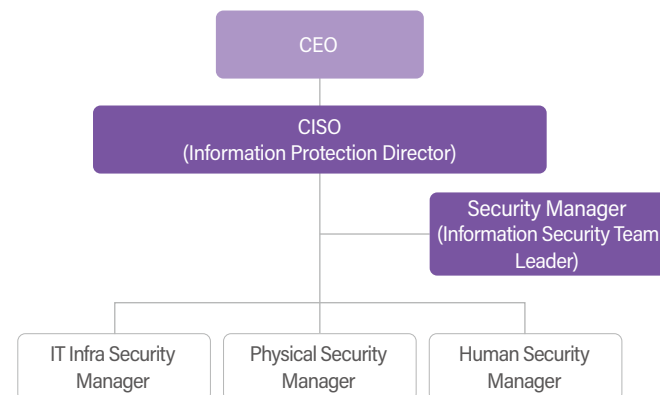 CEO
CISO
(Information Protection Director)
Security Manager
(Information Security Team
Leader)
IT Infra Security
Manager
Physical Security
Manager
Human Security
Manager